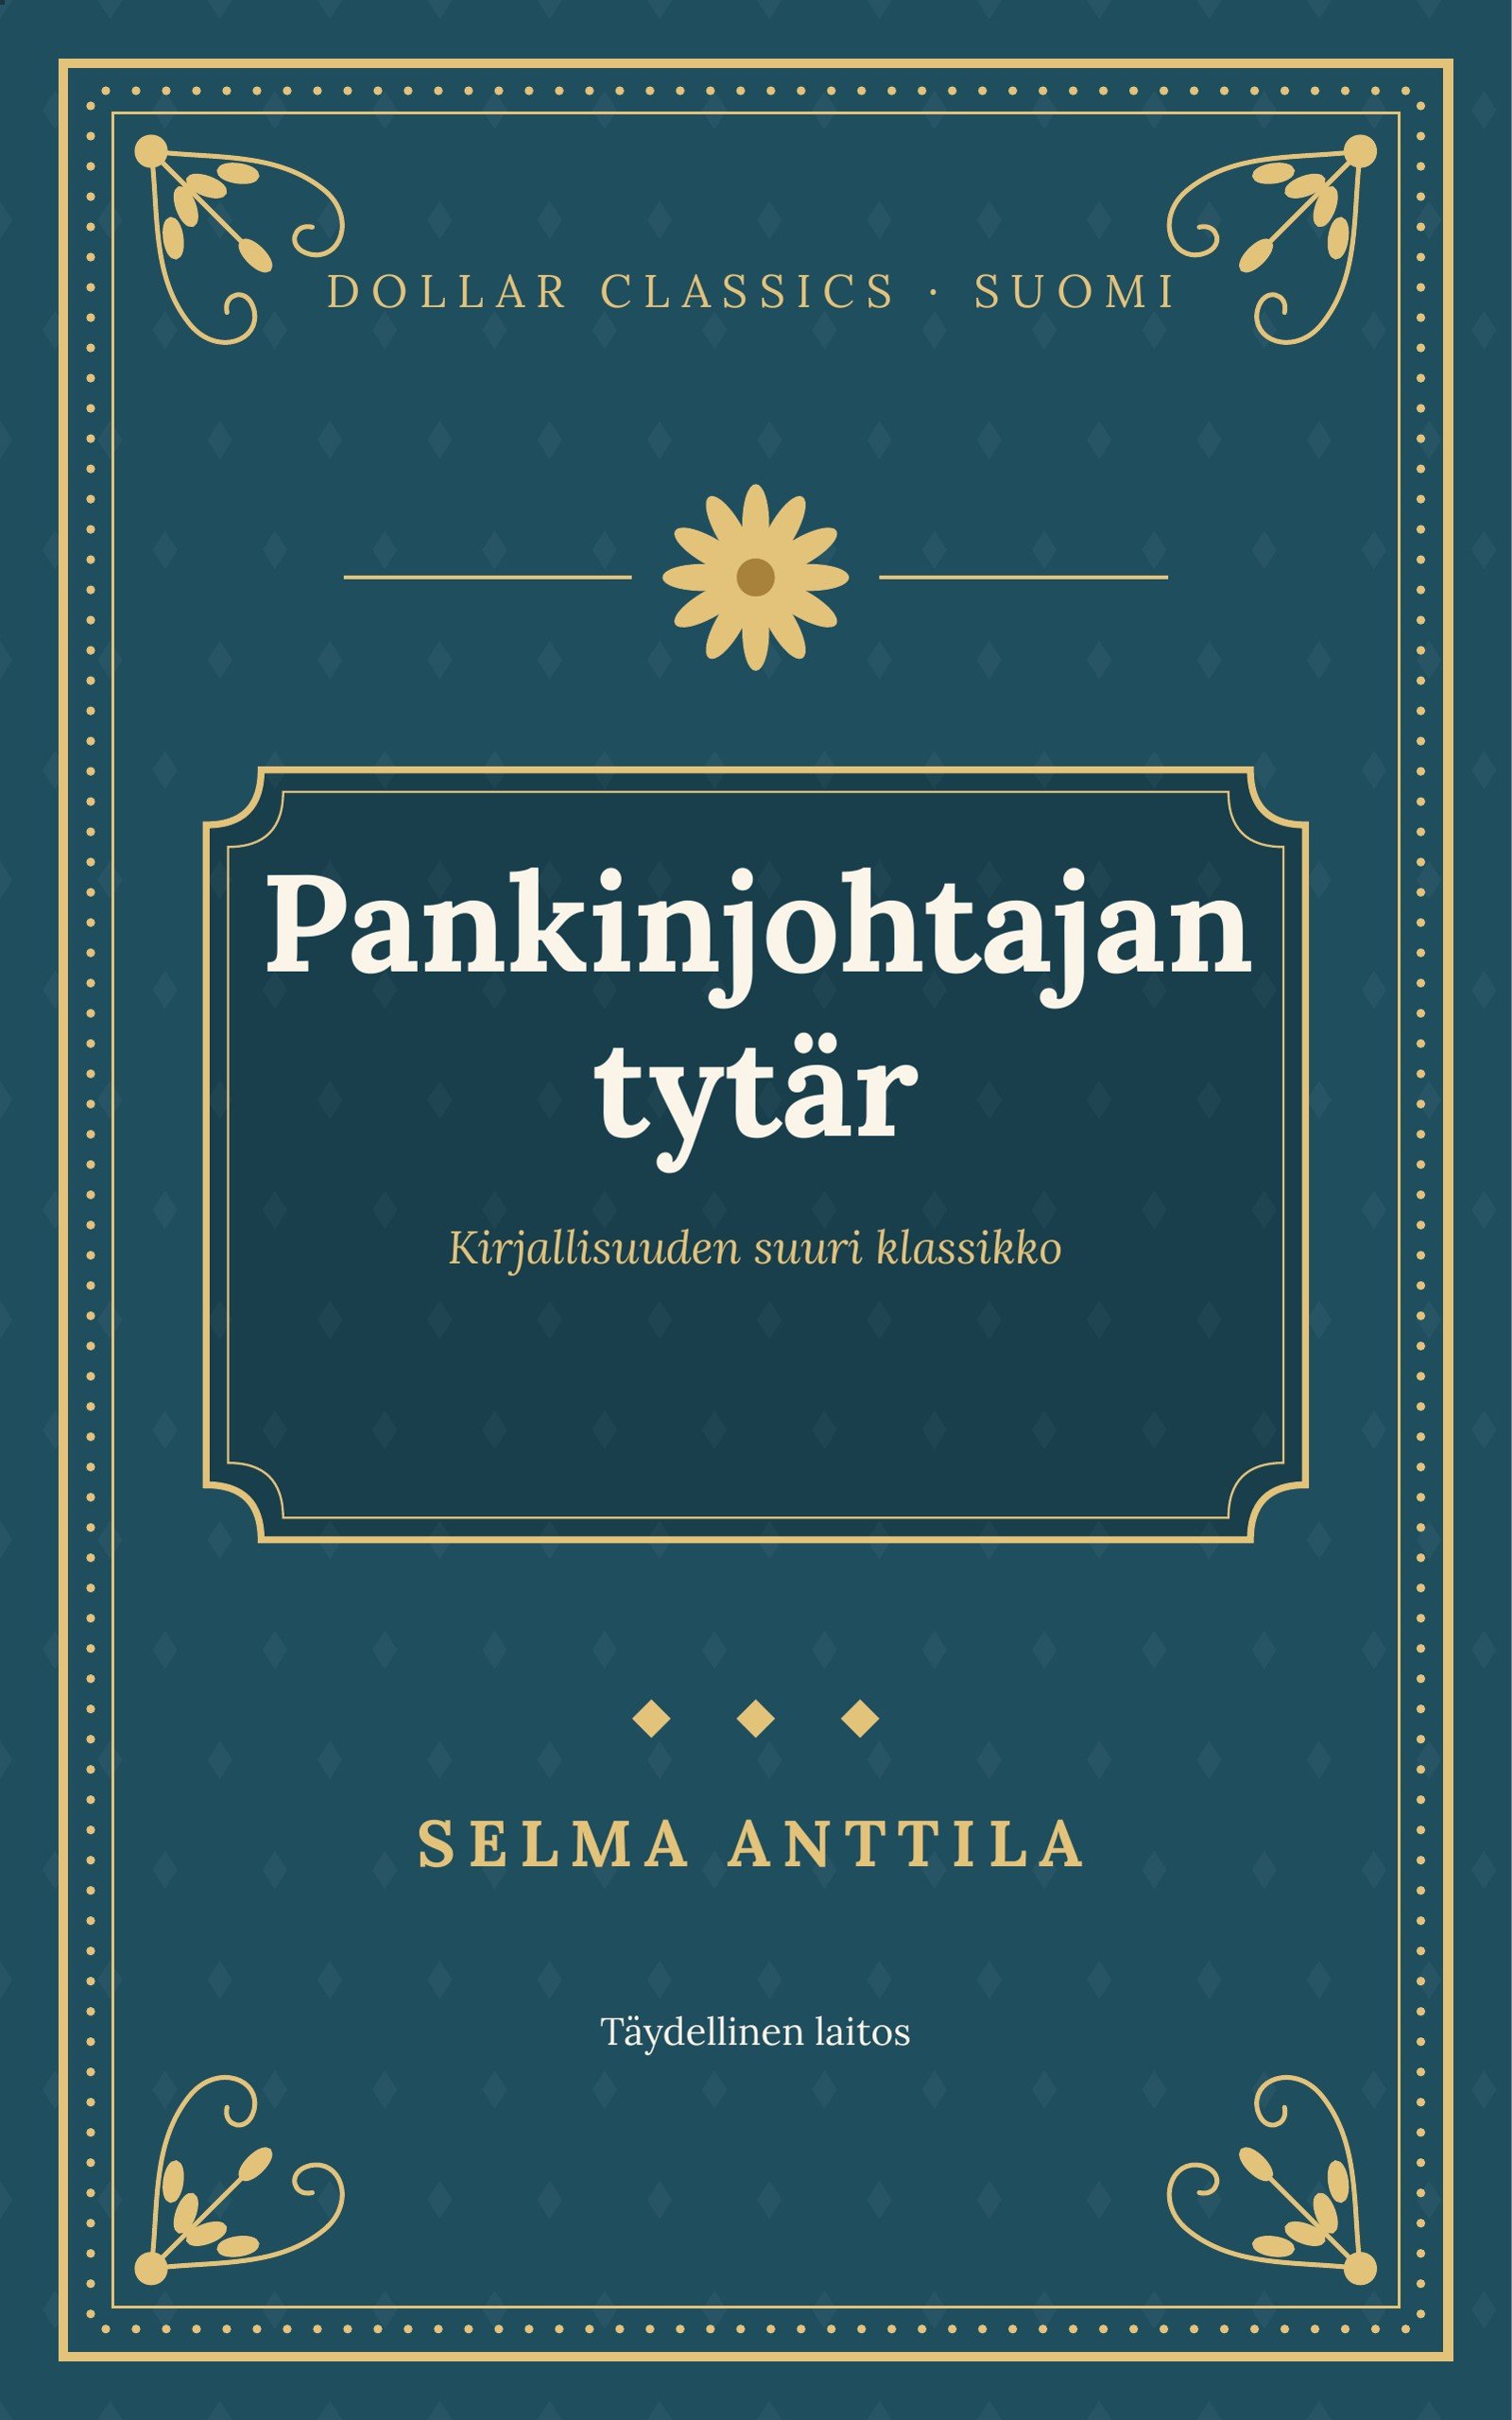 DOLLAR CLASSICS · SUOMI
Pankinjohtajan
tytär
Kirjallisuuden suuri klassikko
SELMA ANTTILA
Täydellinen laitos